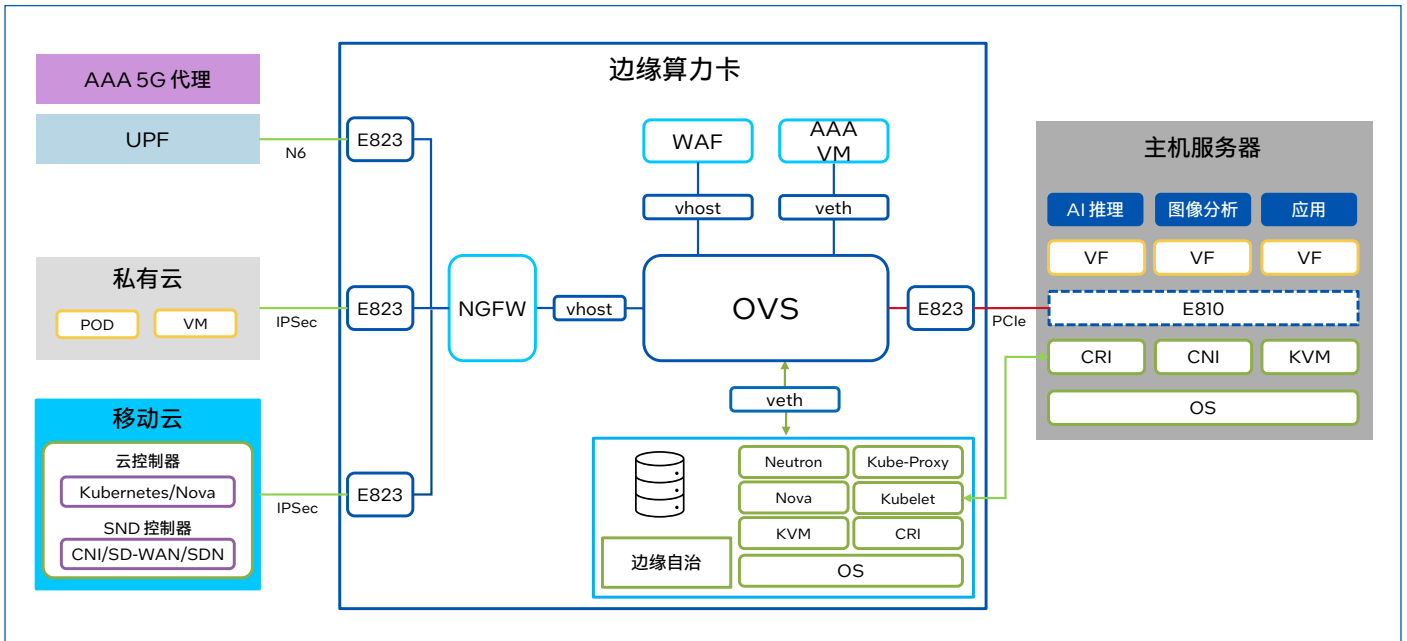 AAA 5G 代理
UPF
N6
私有云
POD
VM
IPSec
移动云
云控制器
Kubernetes/Nova
SND 控制器
CNI/SD-WAN/SDN
IPSec
边缘算力卡
E823
E823
E823
NGFW
vhost
WAF
vhost
AAA
VM
veth
OVS
E823
PCIe
veth
边缘自治
Neutron
Kube-Proxy
Nova
Kubelet
KVM
CRI
OS
主机服务器
AI 推理
图像分析
应用
VF
VF
VF
E810
CRI
CNI
KVM
OS